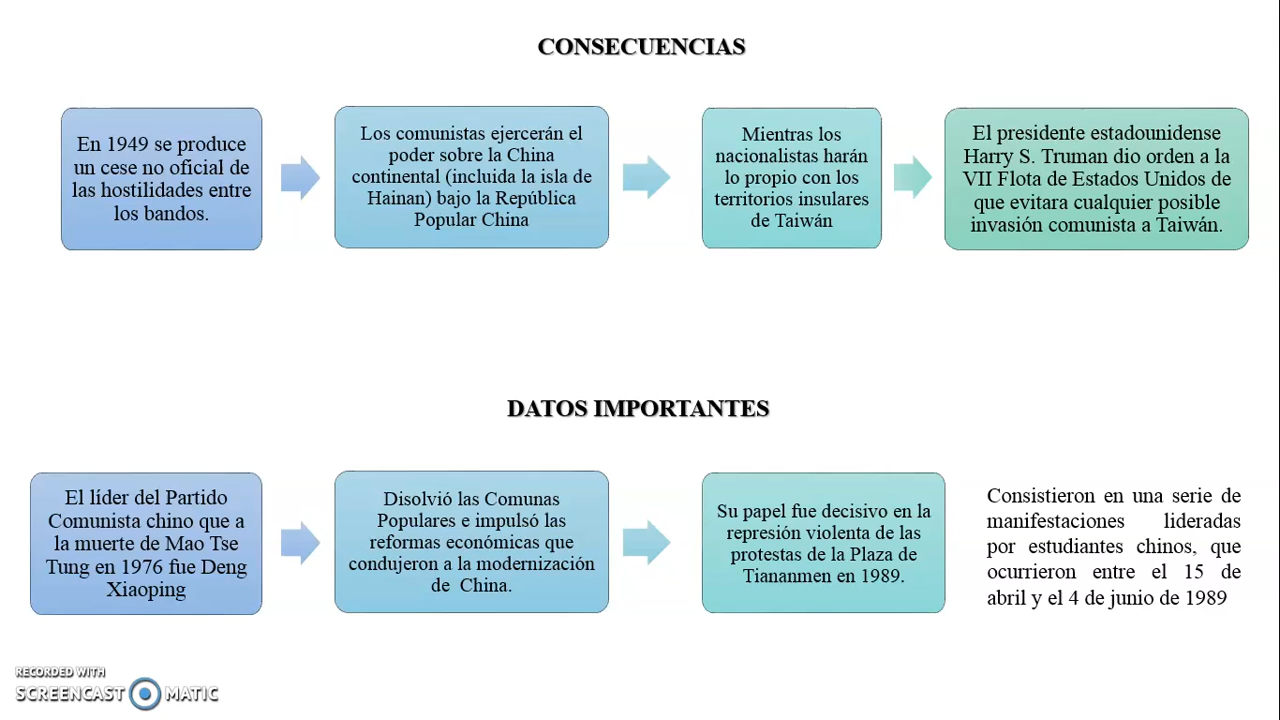 CONSECUENCIAS
En 1949 se produce
un cese no oficial de
las hostilidades entre
los bandos.
Los comunistas ejercerán el
poder sobre la China
continental (incluida la isla de
Hainan) bajo la República
Popular China
Mientras los
nacionalistas harán
lo propio con los
territorios insulares
de Taiwán
El presidente estadounidense
Harry S. Truman dio orden a la
VII Flota de Estados Unidos de
que evitara cualquier posible
invasión comunista a Taiwán.
DATOS IMPORTANTES
El líder del Partido
Comunista chino que a
la muerte de Mao Tse
Tung en 1976 fue Deng
Xiaoping
Disolvió las Comunas
Populares e impulsó las
reformas económicas que
condujeron a la modernización
de China.
Su papel fue decisivo en la
represión violenta de las
protestas de la Plaza de
Tiananmen en 1989.
Consistieron en una serie de
manifestaciones lideradas
por estudiantes chinos, que
ocurrieron entre el 15 de
abril y el 4 de junio de 1989
RECORDED WITH
SCREENCAST MATIC